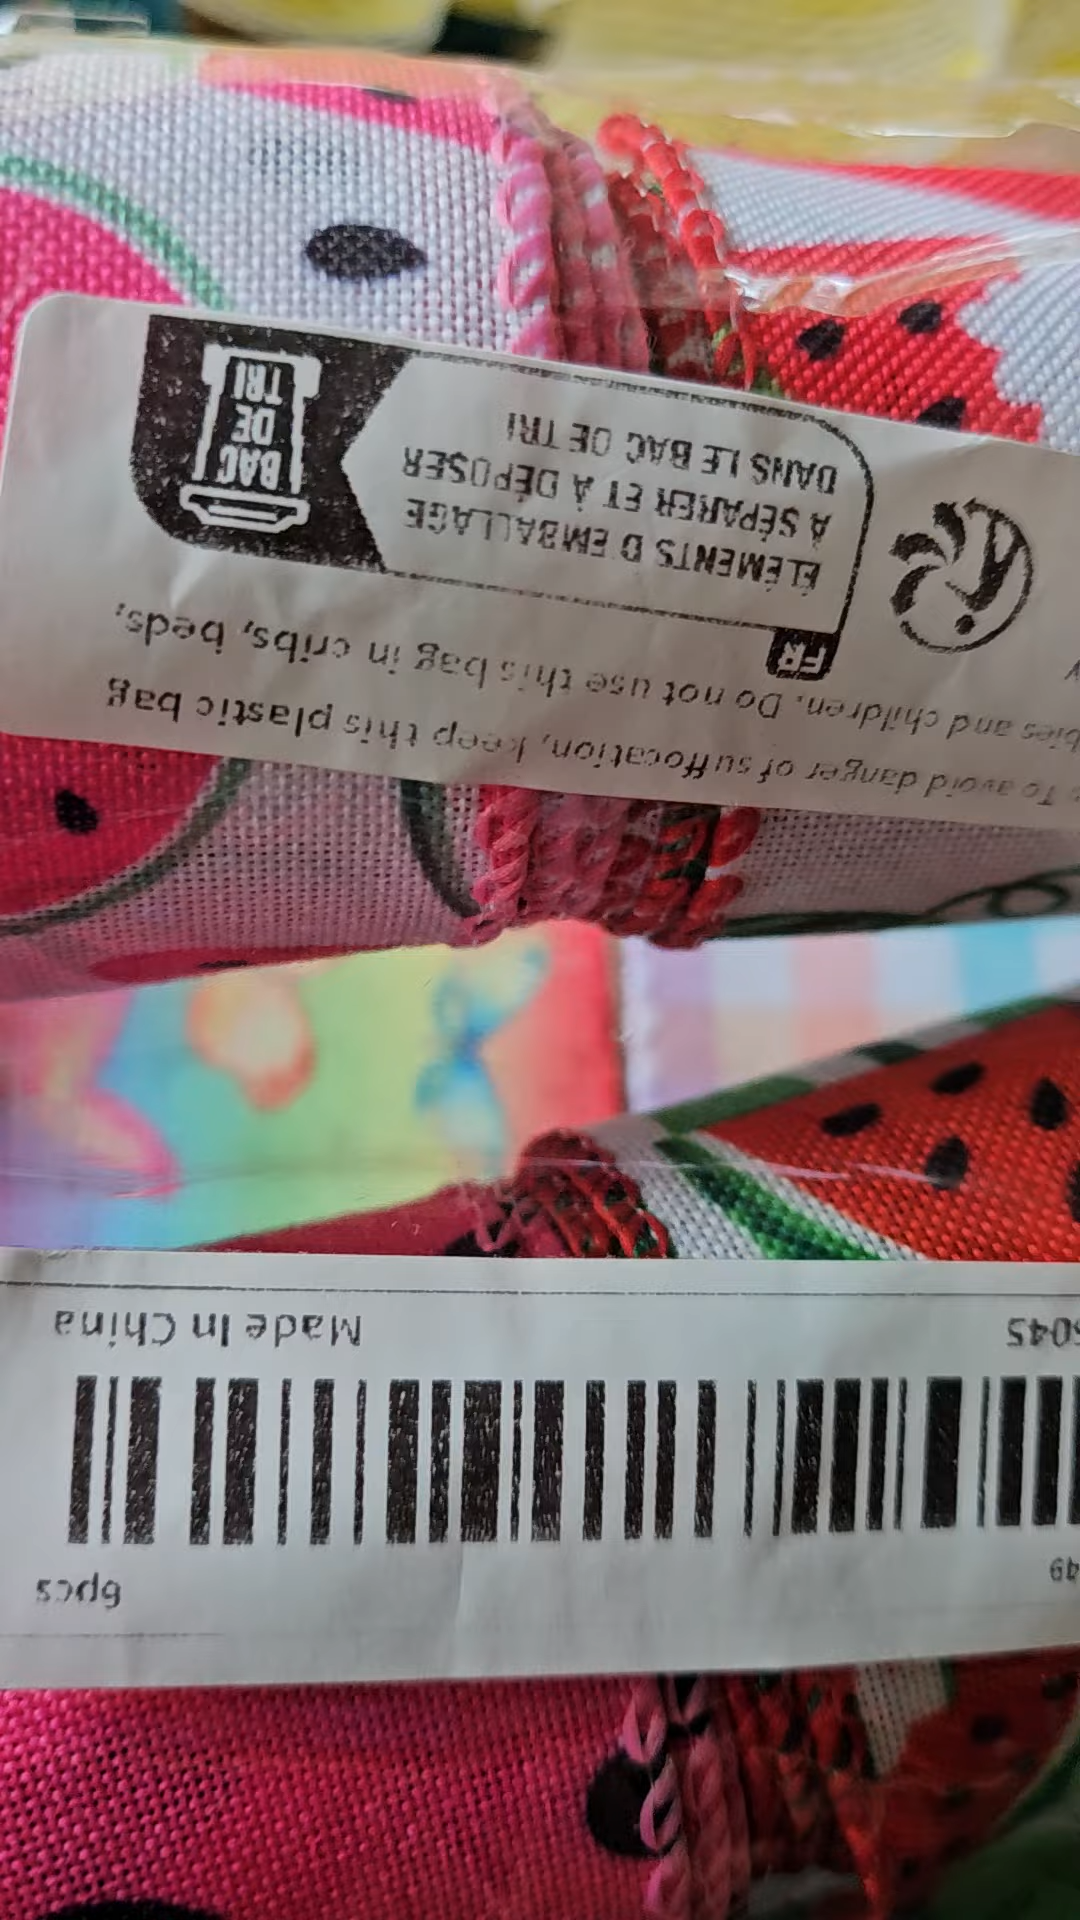 49
6pcs
045
Made In China
To avoid danger of suffocation, keep this plastic bag
bies and children. Do not use this bag in cribs, beds,
FR
ÉLÉMENTS D'EMBALLAGE
À SÉPARER ET À DÉPOSER
DANS LE BAC DE TRI
BAC
DE
TRI